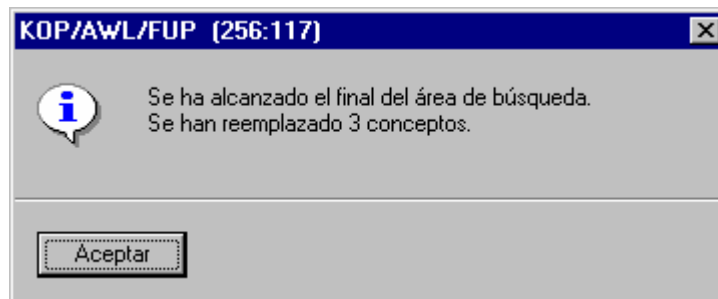 KOP/AWL/FUP (256:117)
Se ha alcanzado el final del área de búsqueda.
Se han reemplazado 3 conceptos.
Aceptar